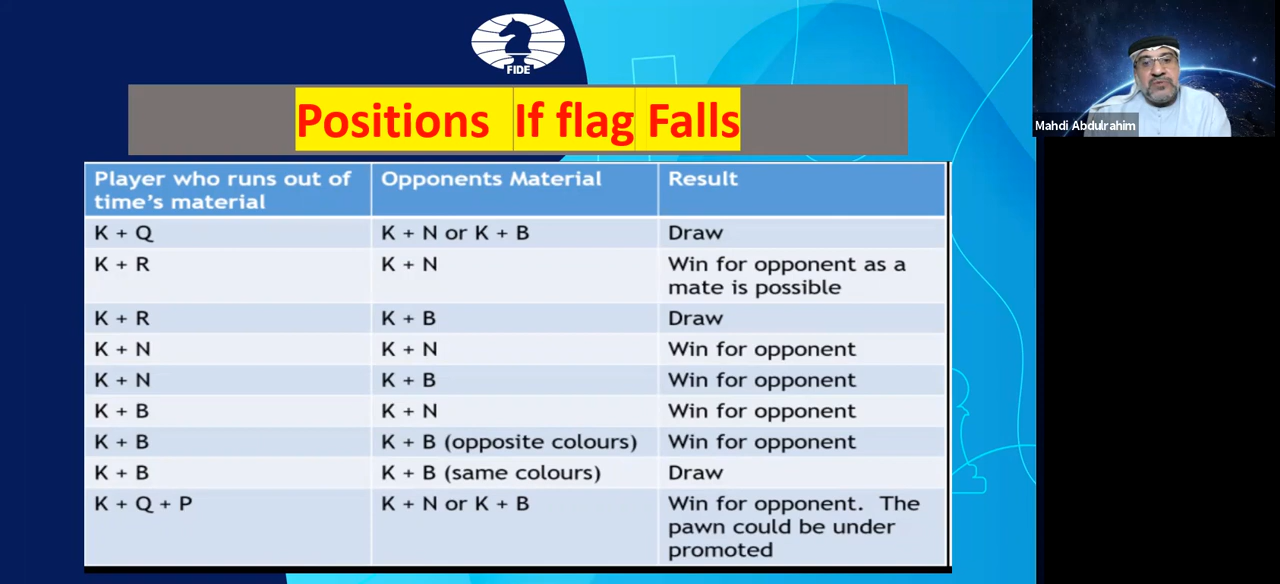 FIDE
Mahdi Abdulrahim
Positions If flag Falls
Player who runs out of time's material Opponents Material Result
K + Q K + N or K + B Draw
K + R K + N Win for opponent as a mate is possible
K + R K + B Draw
K + N K + N Win for opponent
K + N K + B Win for opponent
K + B K + N Win for opponent
K + B K + B (opposite colours) Win for opponent
K + B K + B (same colours) Draw
K + Q + P K + N or K + B Win for opponent. The pawn could be under promoted